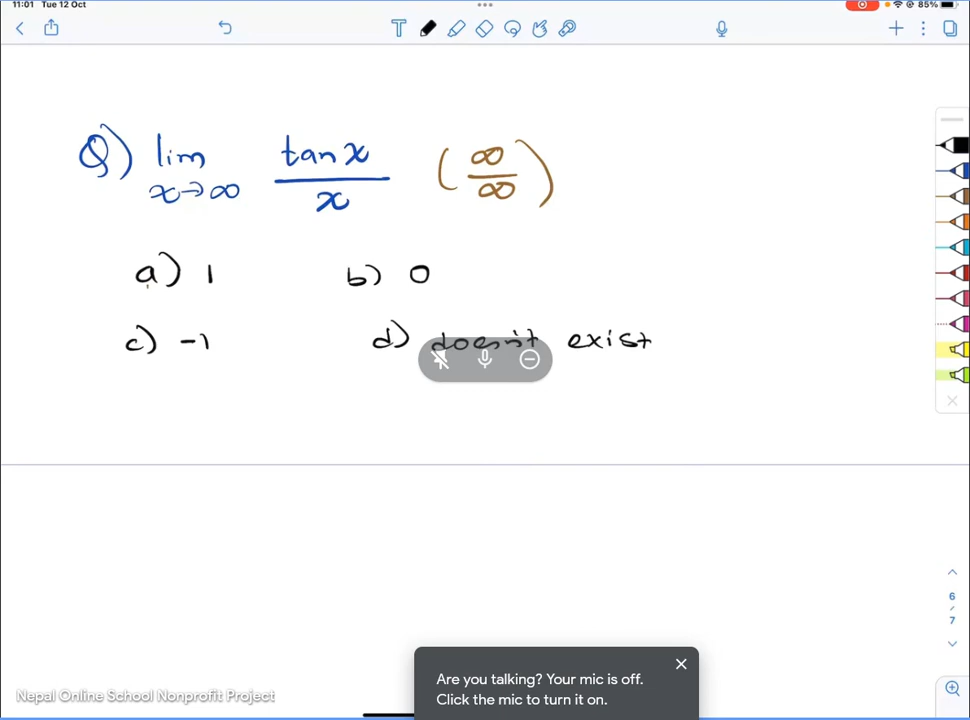 11:01 Tue 12 Oct
85%
Q) lim x→∞ tan x / x (∞/∞)
a) 1 b) 0
c) -1 d) doesn't exist
6 / 7
Are you talking? Your mic is off.
Click the mic to turn it on.
Nepal Online School Nonprofit Project